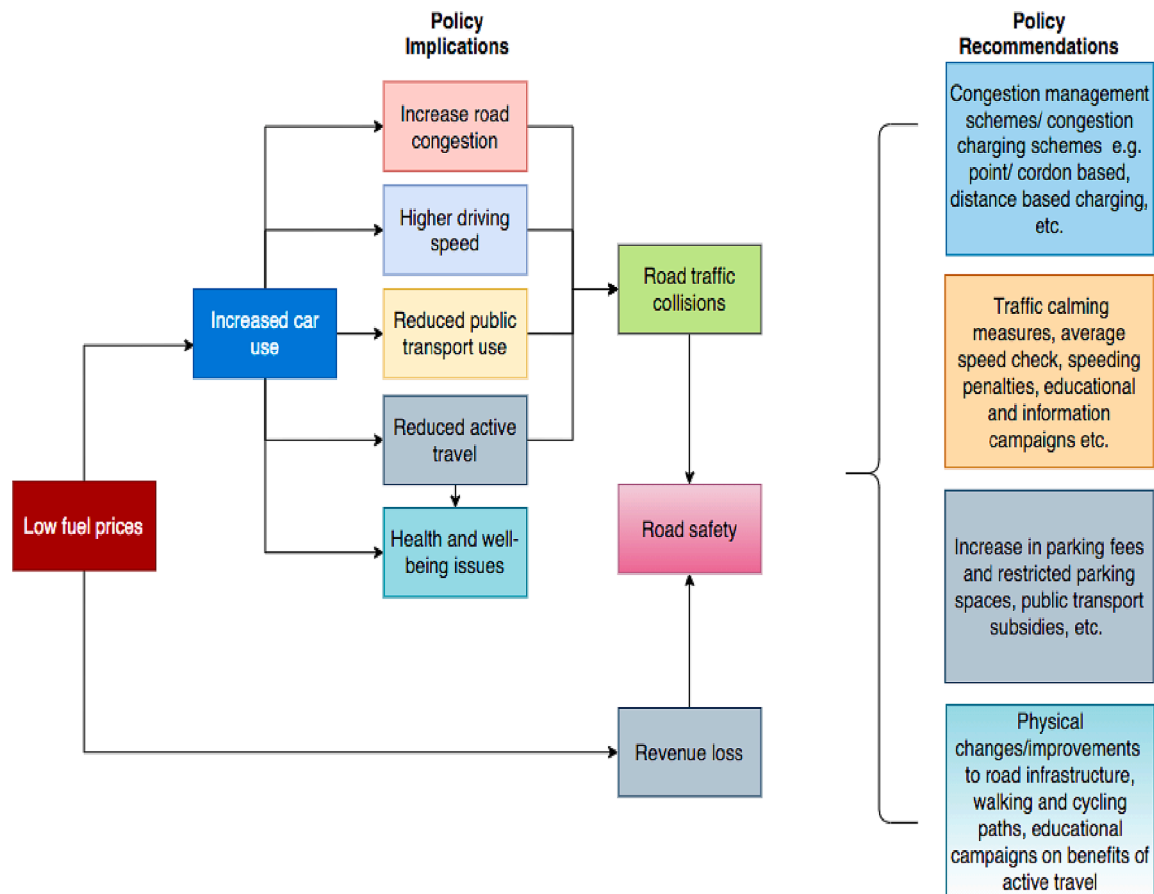 Policy
Implications
Policy
Recommendations
Increase road
congestion
Higher driving
speed
Increased car
use
Reduced public
transport use
Reduced active
travel
Health and well-
being issues
Low fuel prices
Road traffic
collisions
Road safety
Revenue loss
Congestion management
schemes/ congestion
charging schemes e.g.
point/ cordon based,
distance based charging,
etc.
Traffic calming
measures, average
speed check, speeding
penalties, educational
and information
campaigns etc.
Increase in parking fees
and restricted parking
spaces, public transport
subsidies, etc.
Physical
changes/improvements
to road infrastructure,
walking and cycling
paths, educational
campaigns on benefits of
active travel